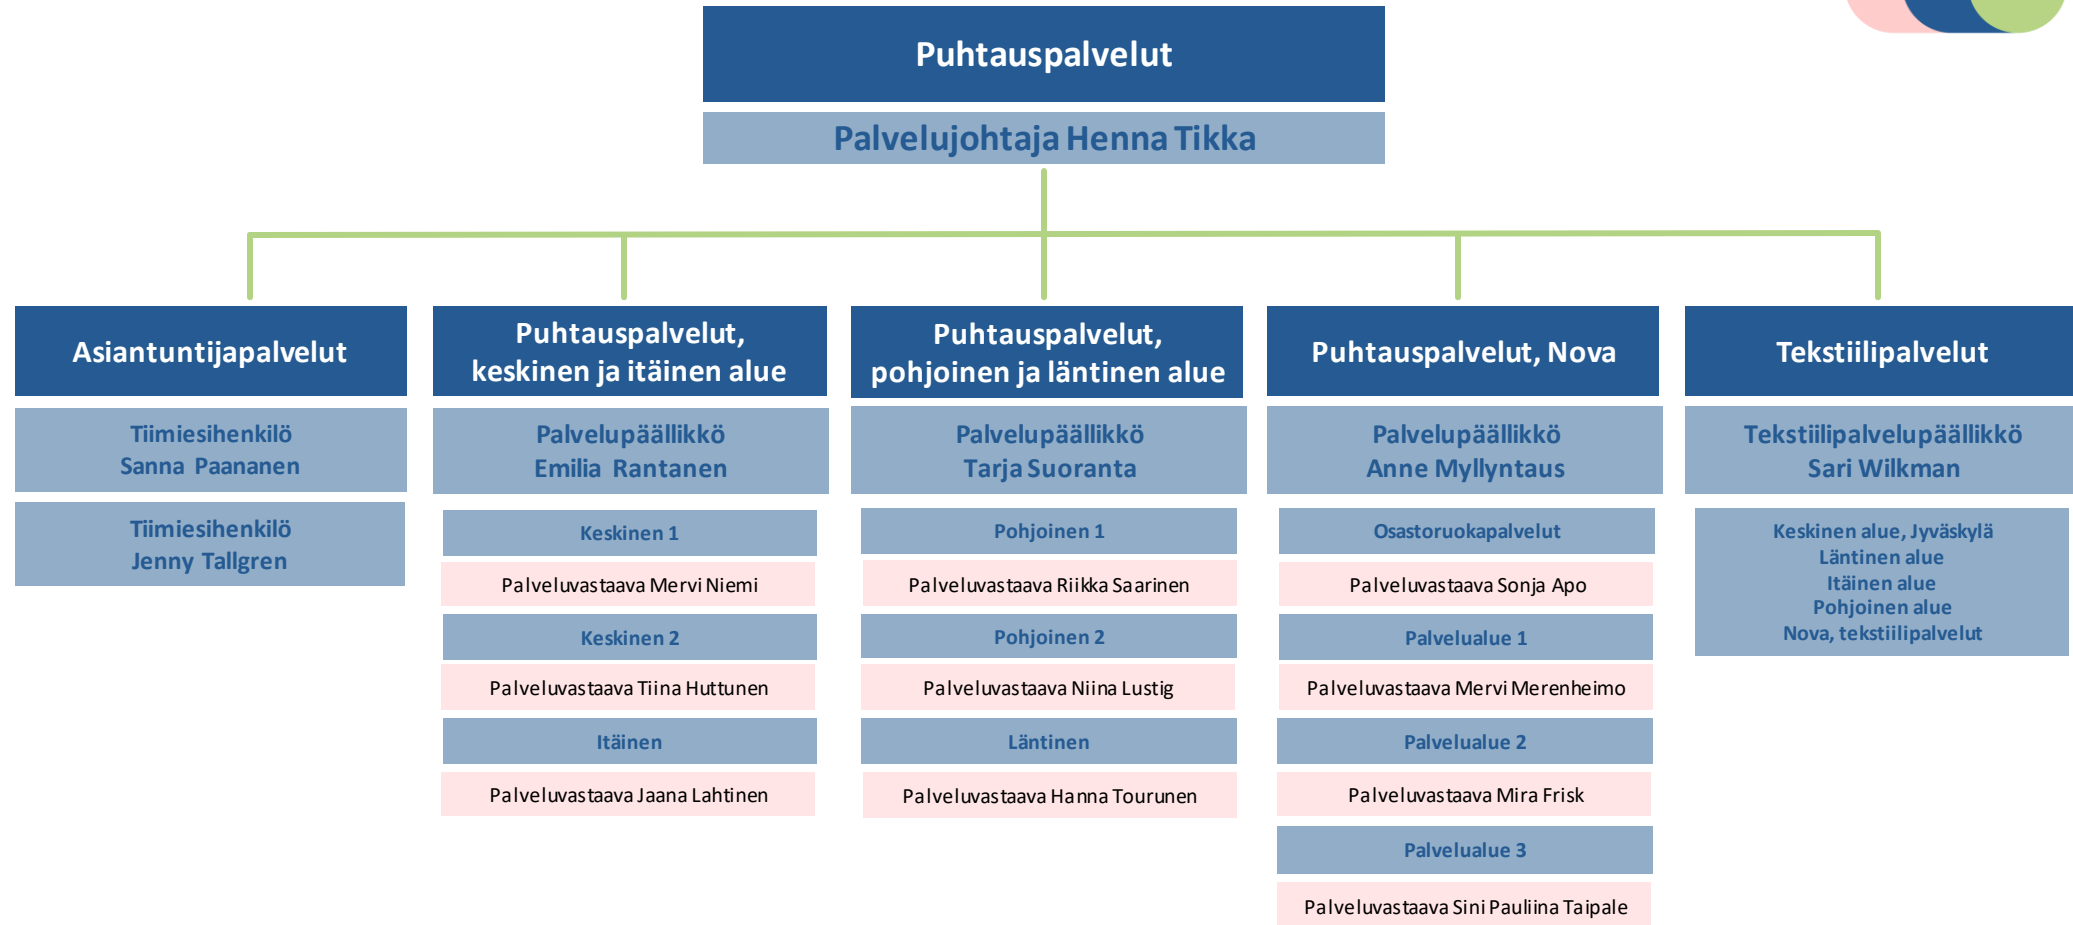 Puhtauspalvelut
Palvelujohtaja Henna Tikka
Asiantuntijapalvelut
Tiimiesihenkilö
Sanna Paananen
Tiimiesihenkilö
Jenny Tallgren
Puhtauspalvelut,
keskinen ja itäinen alue
Palvelupäällikkö
Emilia Rantanen
Keskinen 1
Palveluvastaava Mervi Niemi
Keskinen 2
Palveluvastaava Tiina Huttunen
Itäinen
Palveluvastaava Jaana Lahtinen
Puhtauspalvelut,
pohjoinen ja läntinen alue
Palvelupäällikkö
Tarja Suoranta
Pohjoinen 1
Palveluvastaava Riikka Saarinen
Pohjoinen 2
Palveluvastaava Niina Lustig
Läntinen
Palveluvastaava Hanna Tourunen
Puhtauspalvelut, Nova
Palvelupäällikkö
Anne Myllyntaus
Osastoruokapalvelut
Palveluvastaava Sonja Apo
Palvelualue 1
Palveluvastaava Mervi Merenheimo
Palvelualue 2
Palveluvastaava Mira Frisk
Palvelualue 3
Palveluvastaava Sini Pauliina Taipale
Tekstiilipalvelut
Tekstiilipalvelupäällikkö
Sari Wilkman
Keskinen alue, Jyväskylä
Läntinen alue
Itäinen alue
Pohjoinen alue
Nova, tekstiilipalvelut